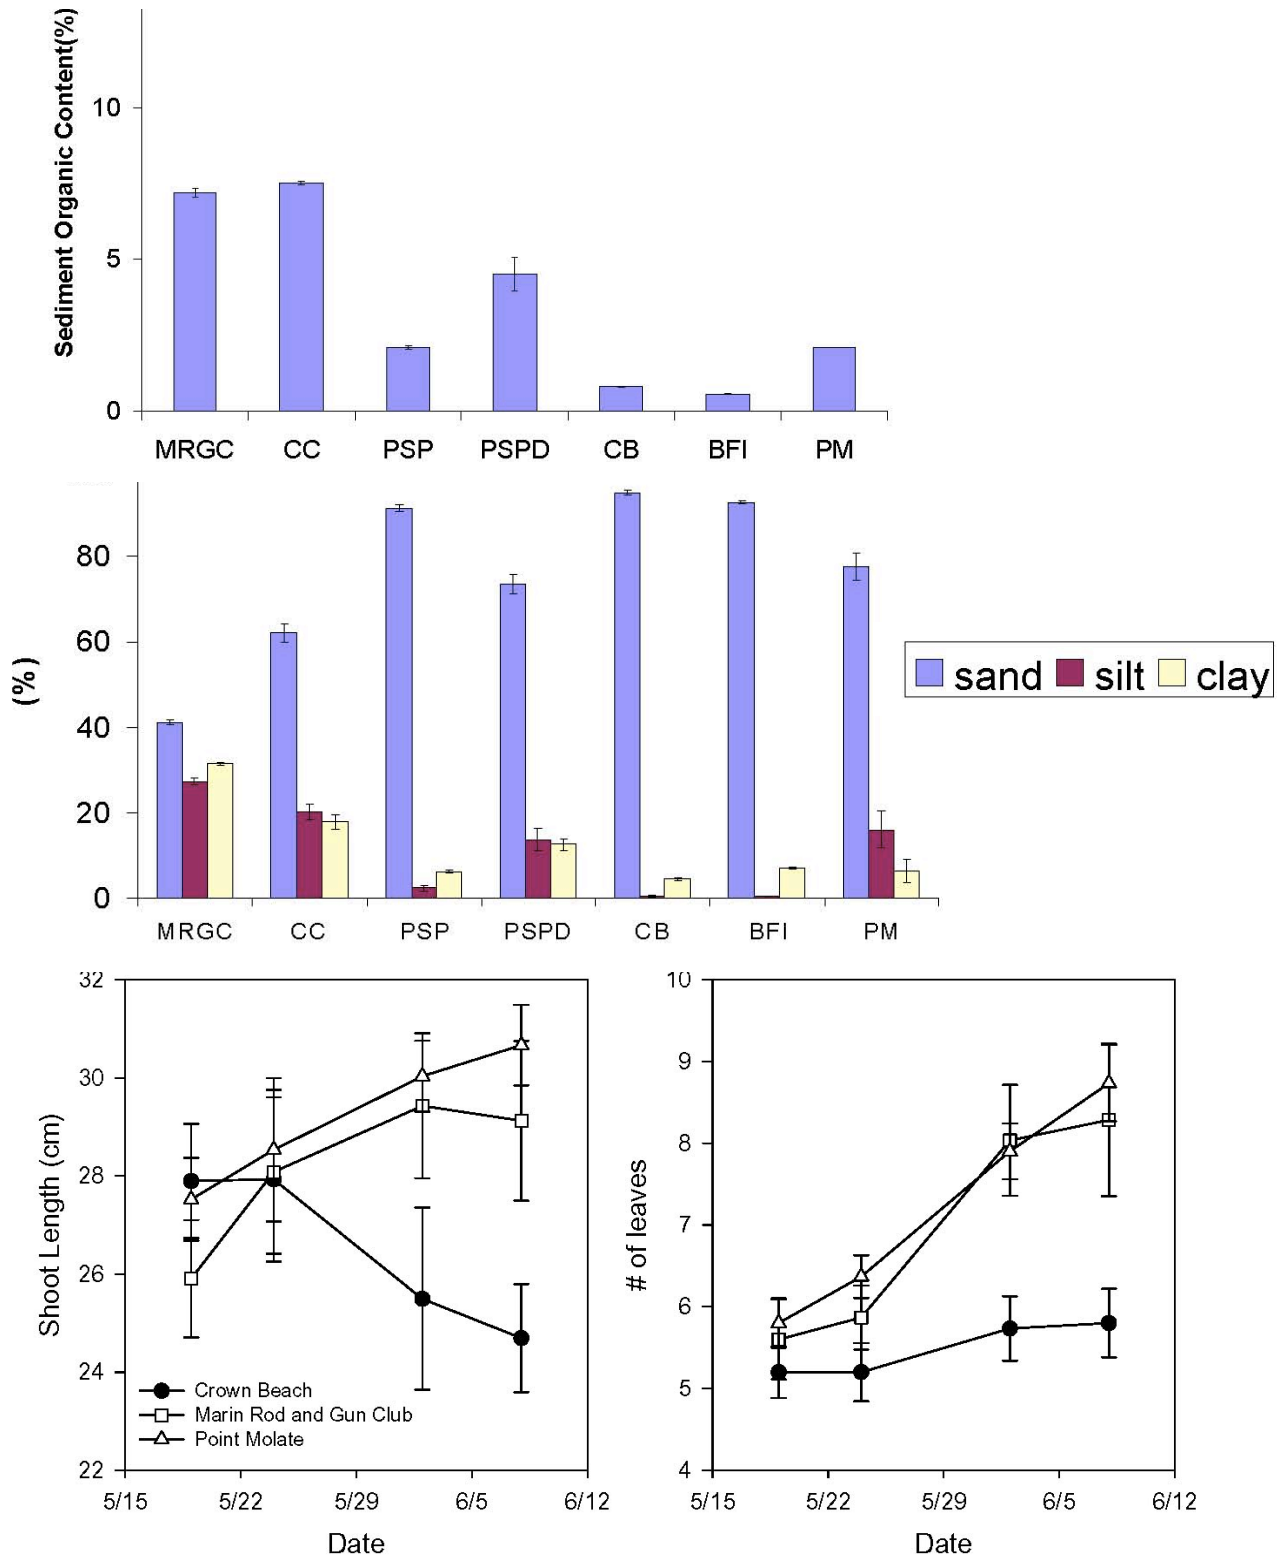 Sediment Organic Content(%)
10
5
0
MRGC CC PSP PSPD CB BFI PM
(%)
80
60
40
20
0
sand silt clay
MRGC CC PSP PSPD CB BFI PM
Shoot Length (cm)
32
30
28
26
24
22
Crown Beach
Marin Rod and Gun Club
Point Molate
5/15 5/22 5/29 6/5 6/12
Date
# of leaves
10
9
8
7
6
5
4
5/15 5/22 5/29 6/5 6/12
Date